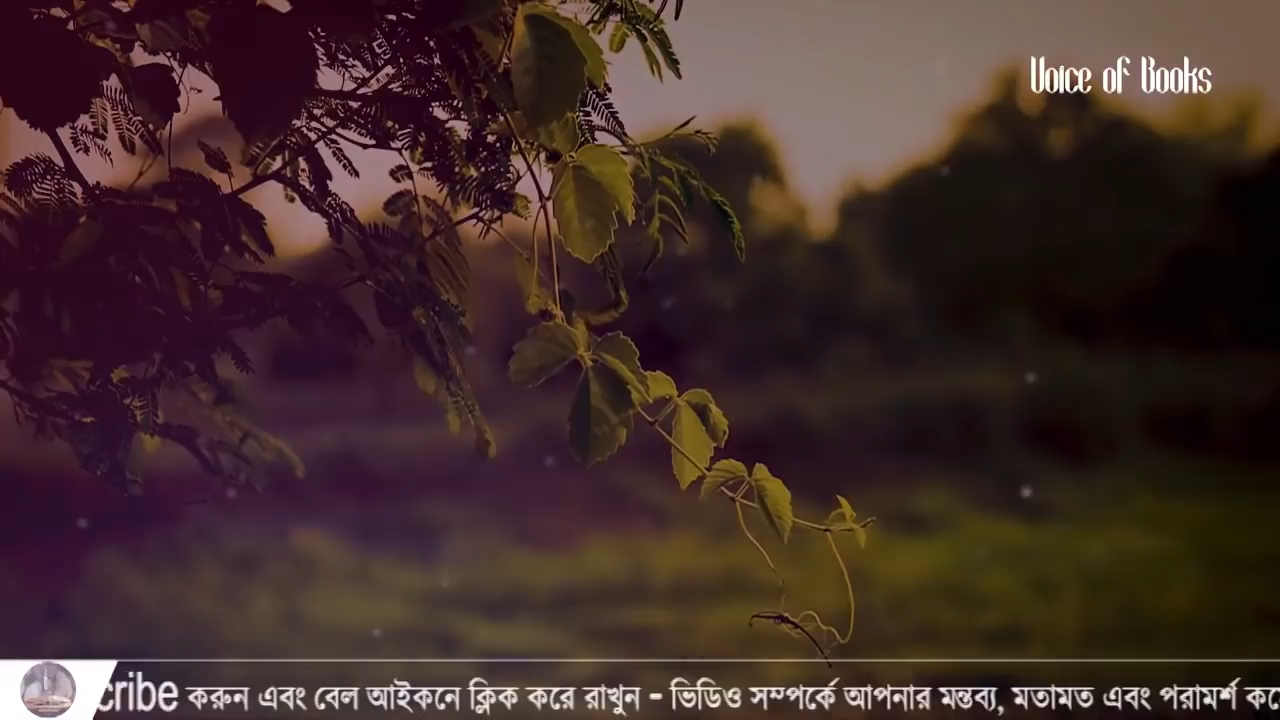 Voice of Books
cribe করুন এবং বেল আইকনে ক্লিক করে রাখুন - ভিডিও সম্পর্কে আপনার মন্তব্য, মতামত এবং পরামর্শ